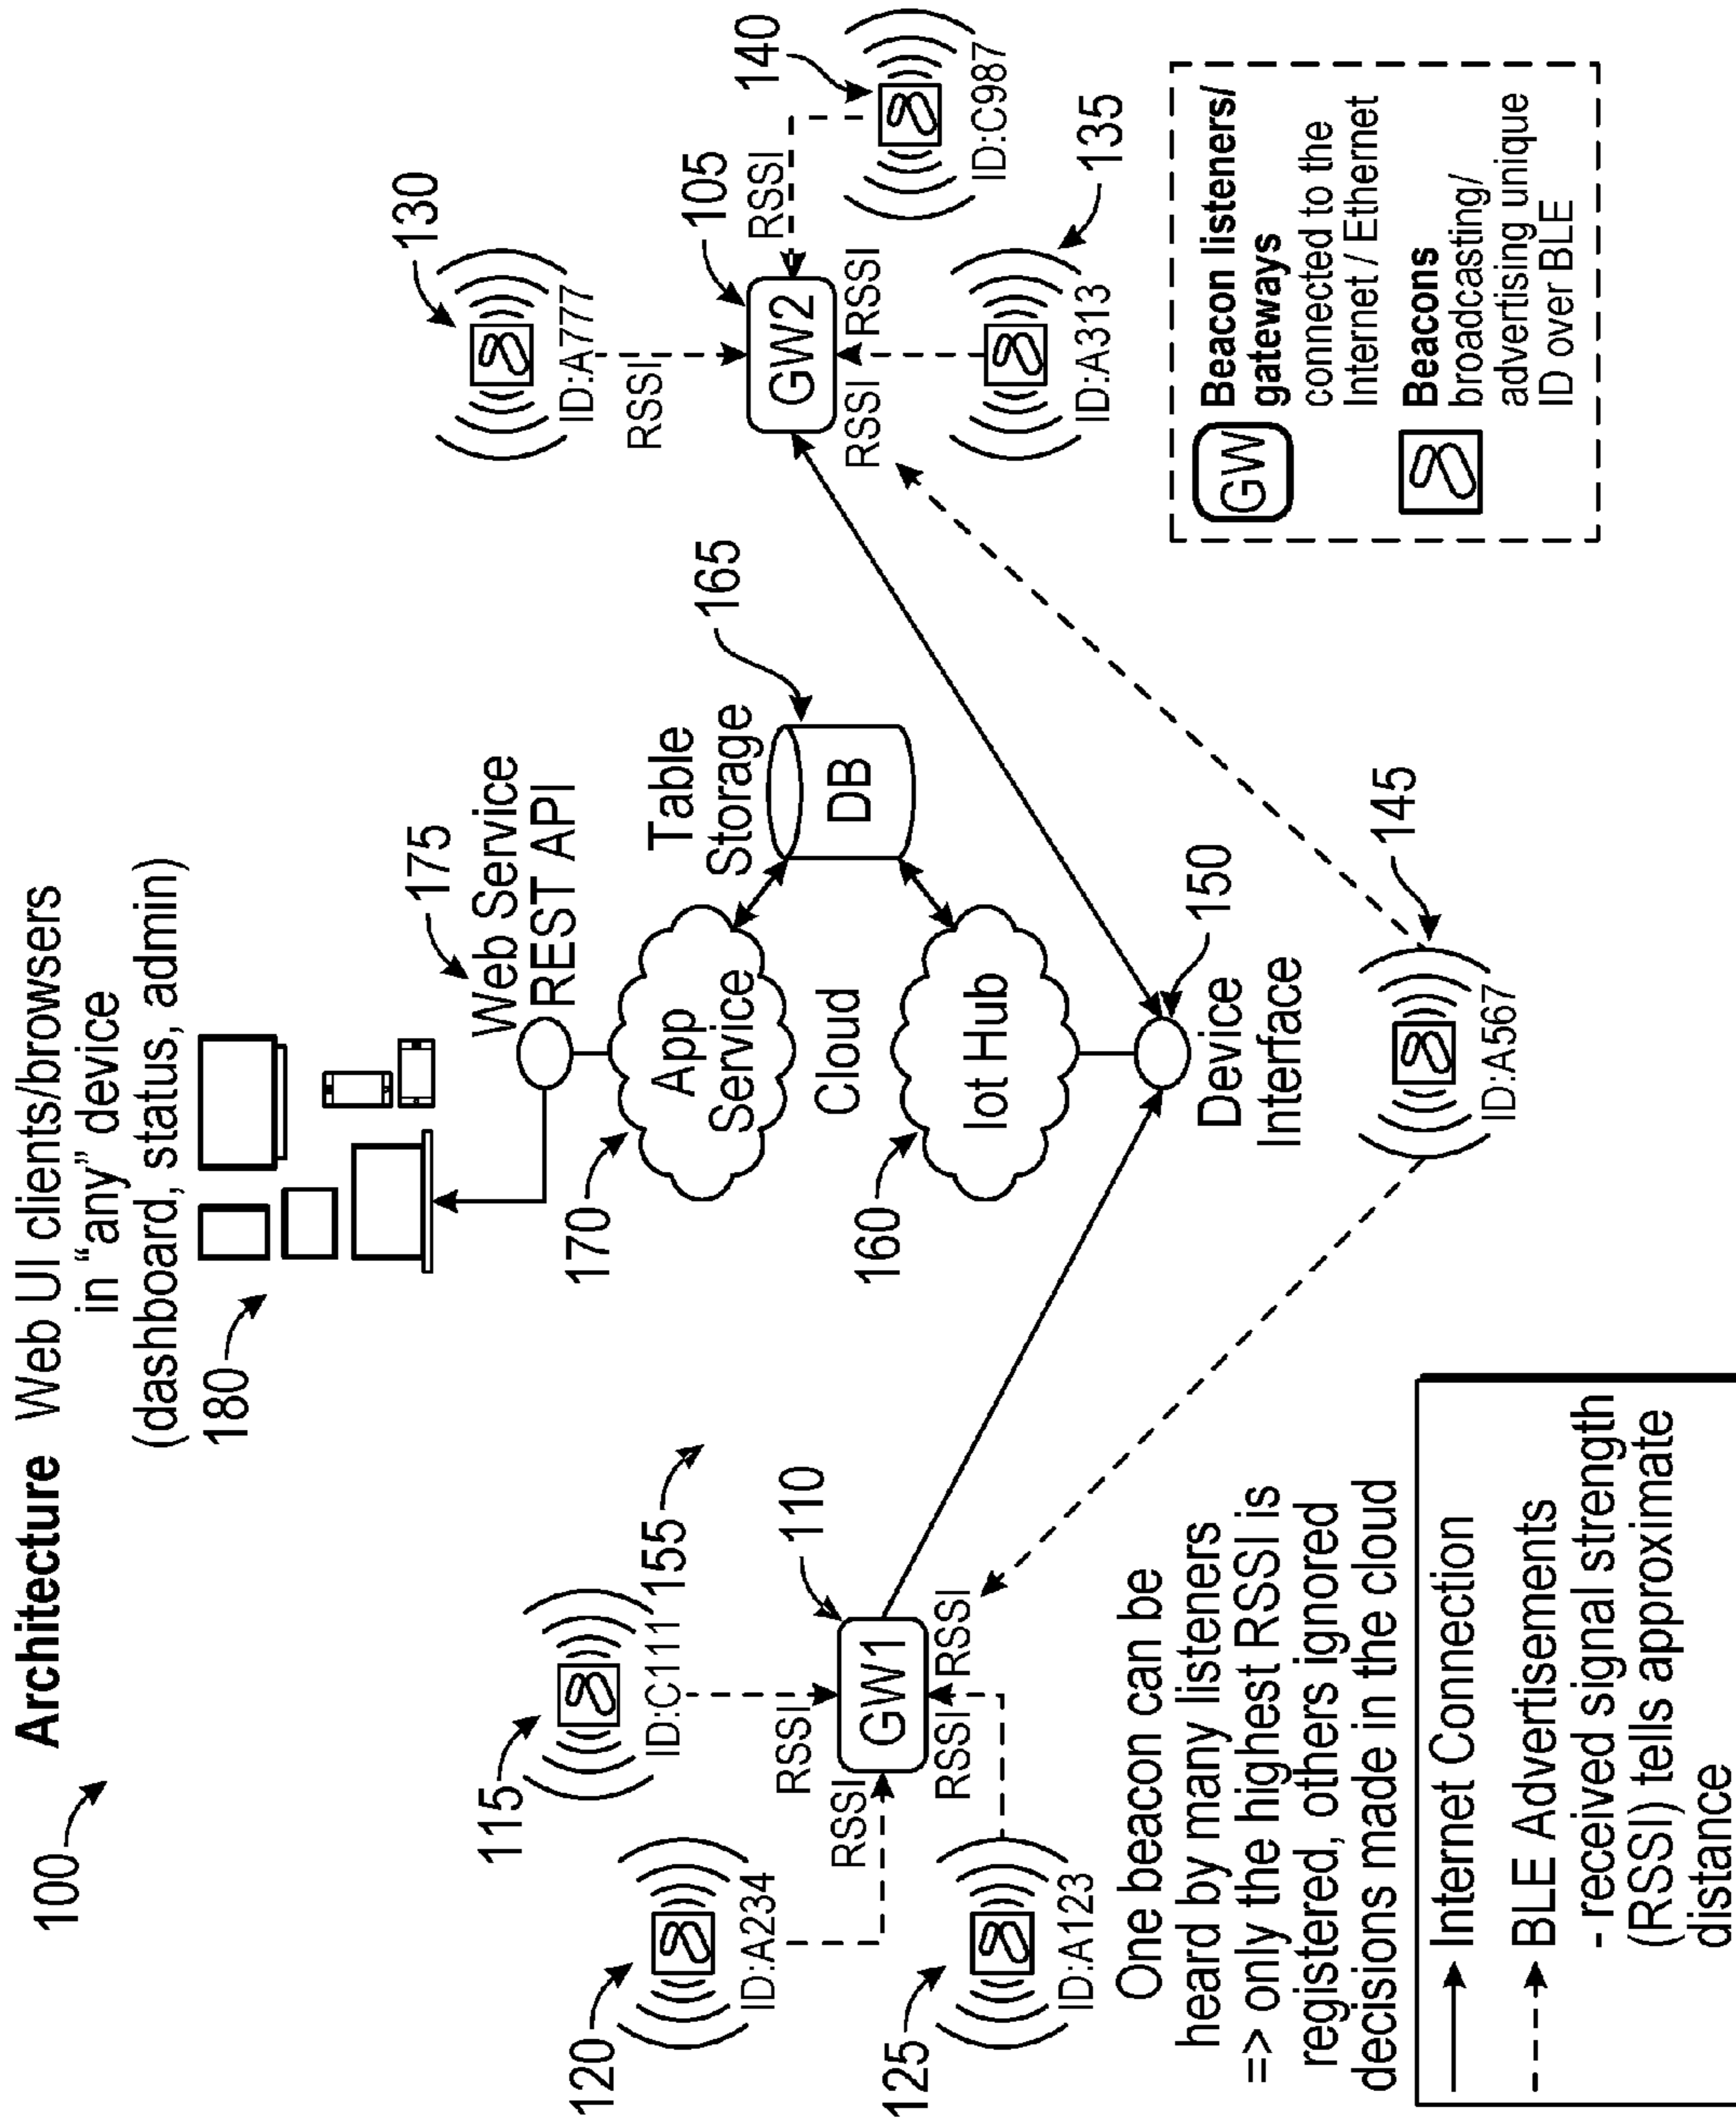 100
Architecture
Web UI clients/browsers
in “any” device
(dashboard, status, admin)
180
175
Web Service
REST API
170
App
Service
Cloud
160
Iot Hub
Table
Storage
165
DB
150
Device
Interface
115
ID:C111
155
120
ID:A234
RSSI
RSSI
110
GW1
RSSI
RSSI
125
ID:A123
130
ID:A777
RSSI
105
GW2
RSSI
140
ID:C987
RSSI
RSSI
135
ID:A313
145
ID:A567
One beacon can be
heard by many listeners
=> only the highest RSSI is
registered, others ignored
decisions made in the cloud
Internet Connection
BLE Advertisements
- received signal strength
(RSSI) tells approximate
distance
GW
Beacon listeners/
gateways
connected to the
Internet / Ethernet
Beacons
broadcasting/
advertising unique
ID over BLE